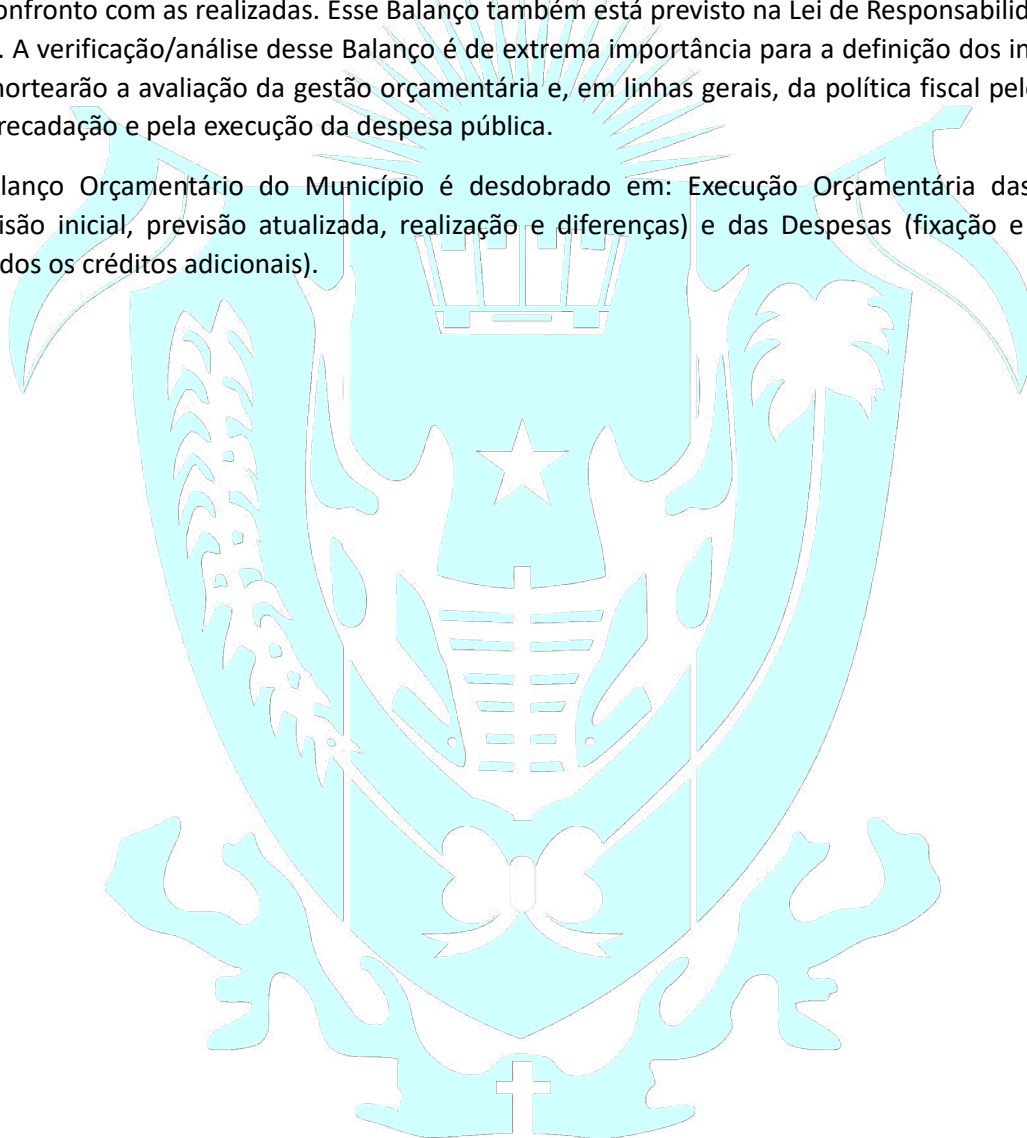 onfronto com as realizadas. Esse Balanço também está previsto na Lei de Responsabilid
. A verificação/análise desse Balanço é de extrema importância para a definição dos in
nortearão a avaliação da gestão orçamentária e, em linhas gerais, da política fiscal pel
recadação e pela execução da despesa pública.
lanço Orçamentário do Município é desdobrado em: Execução Orçamentária das
isão inicial, previsão atualizada, realização e diferenças) e das Despesas (fixação e
dos os créditos adicionais).